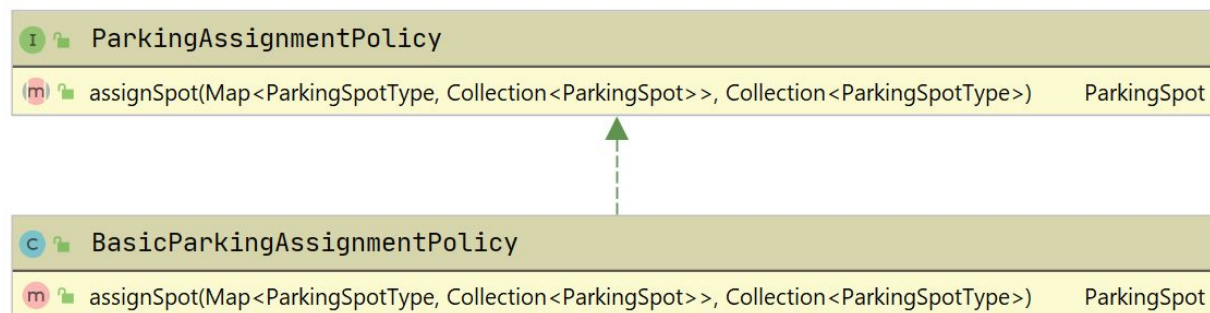 I ParkingAssignmentPolicy
m assignSpot(Map<ParkingSpotType, Collection<ParkingSpot>>, Collection<ParkingSpotType>) ParkingSpot
C BasicParkingAssignmentPolicy
m assignSpot(Map<ParkingSpotType, Collection<ParkingSpot>>, Collection<ParkingSpotType>) ParkingSpot